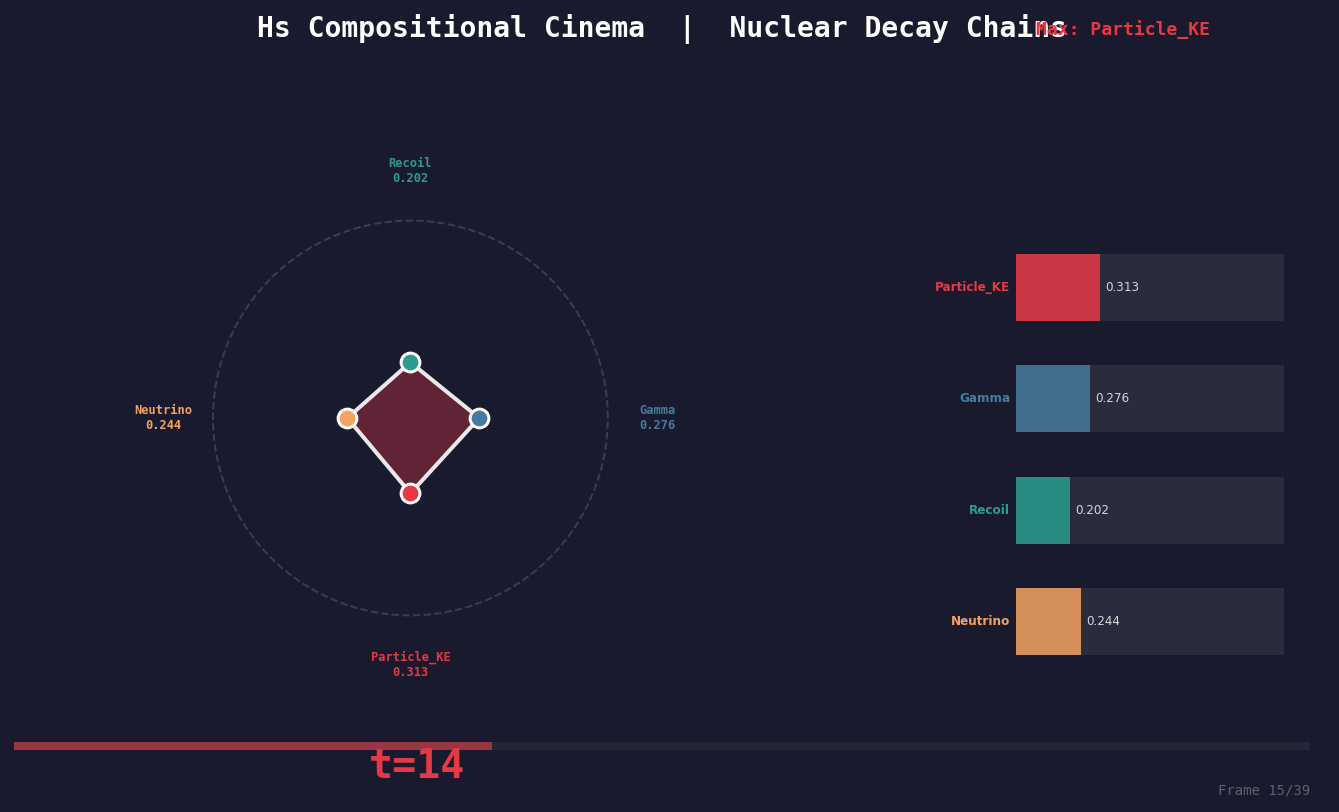 Hs Compositional Cinema | Nuclear Decay Chains
Max: Particle_KE
Recoil
0.202
Neutrino
0.244
Gamma
0.276
Particle_KE
0.313
Particle_KE 0.313
Gamma 0.276
Recoil 0.202
Neutrino 0.244
t=14
Frame 15/39